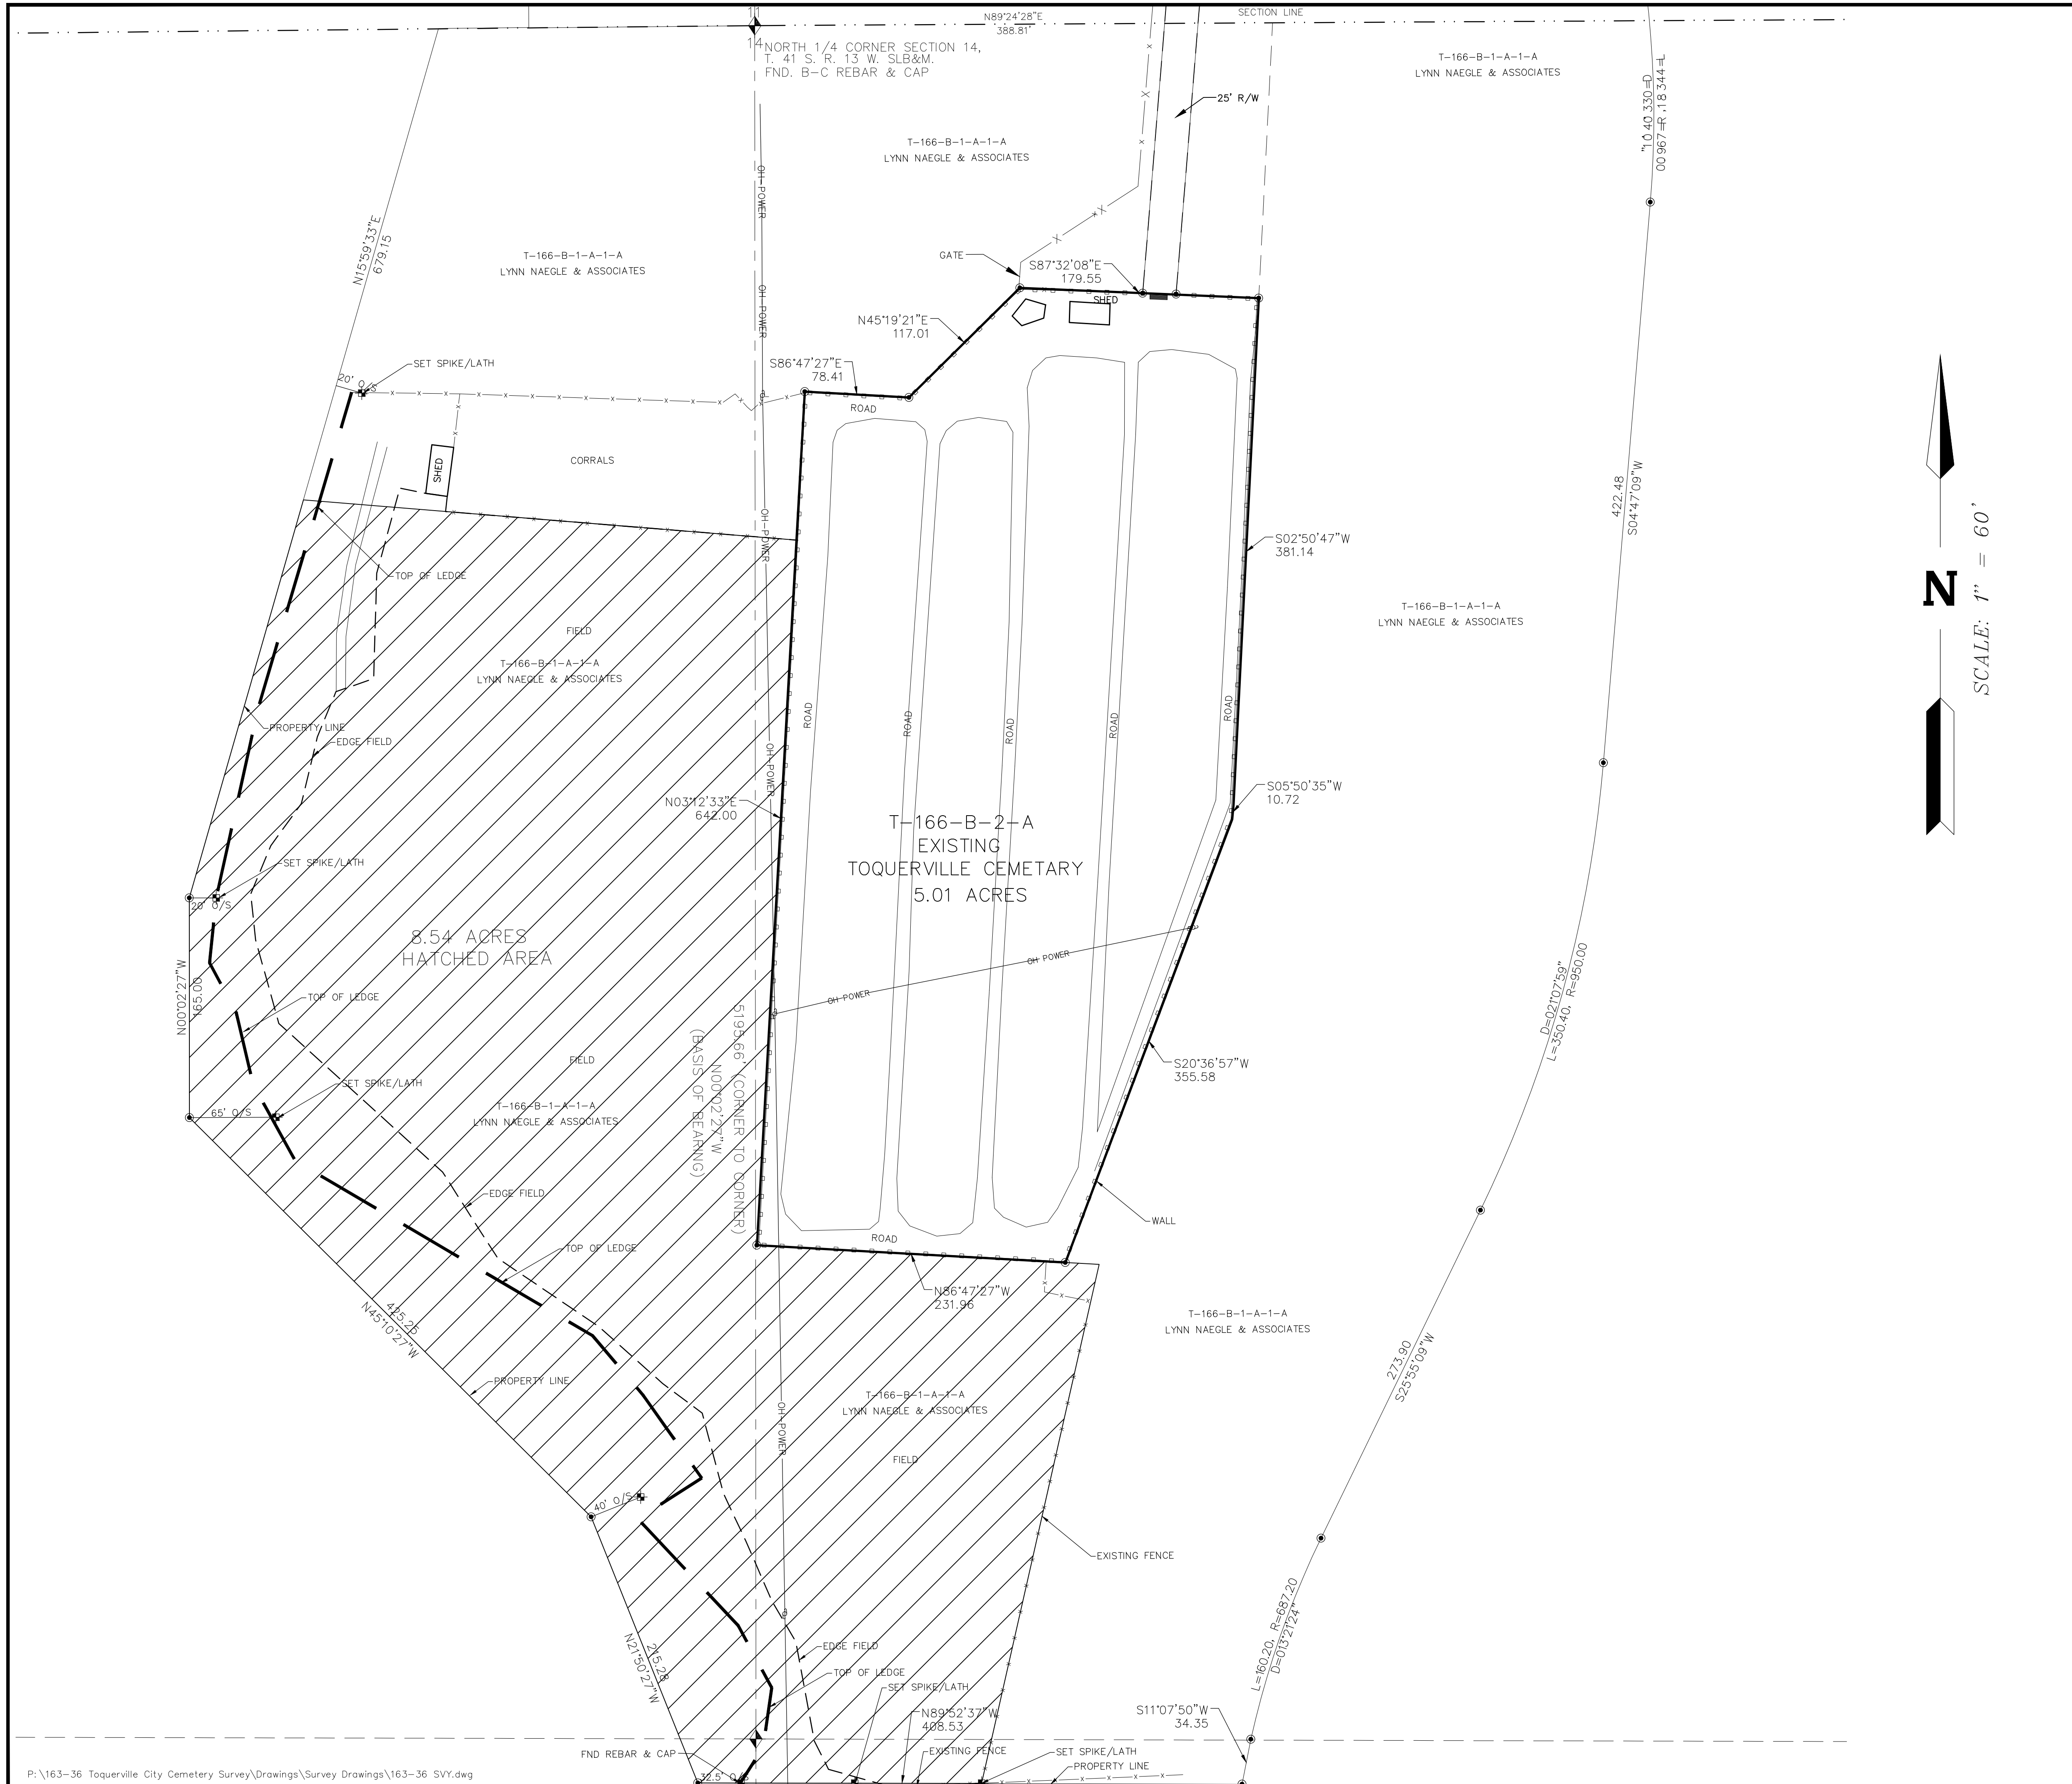 11
14
N89°24'28"E
388.81'
SECTION LINE
NORTH 1/4 CORNER SECTION 14,
T. 41 S. R. 13 W. SLB&M.
FND. B-C REBAR & CAP
T-166-B-1-A-1-A
LYNN NAEGLE & ASSOCIATES
25' R/W
T-166-B-1-A-1-A
LYNN NAEGLE & ASSOCIATES
OH-POWER
N15°59'33"E
679.15
T-166-B-1-A-1-A
LYNN NAEGLE & ASSOCIATES
GATE
S87°32'08"E
179.55
SHED
OH-POWER
N45°19'21"E
117.01
S86°47'27"E
78.41
SET SPIKE/LATH
20' O/S
ROAD
SHED
CORRALS
OH-POWER
422.48
S04°47'09"W
S02°50'47"W
381.14
TOP OF LEDGE
N
SCALE: 1" = 60'
FIELD
T-166-B-1-A-1-A
LYNN NAEGLE & ASSOCIATES
T-166-B-1-A-1-A
LYNN NAEGLE & ASSOCIATES
PROPERTY LINE
EDGE FIELD
ROAD
ROAD
ROAD
ROAD
ROAD
OH-POWER
N03°12'33"E
642.00
S05°50'35"W
10.72
T-166-B-2-A
EXISTING
TOQUERVILLE CEMETARY
5.01 ACRES
SET SPIKE/LATH
20' O/S
8.54 ACRES
HATCHED AREA
OH POWER
OH POWER
N00°02'27"W
165.00
TOP OF LEDGE
D=021°07'59"
L=350.40, R=950.00
5195.66' (CORNER TO CORNER)
N00°02'27"W
(BASIS OF BEARING)
FIELD
S20°36'57"W
355.58
SET SPIKE/LATH
65' O/S
T-166-B-1-A-1-A
LYNN NAEGLE & ASSOCIATES
EDGE FIELD
WALL
ROAD
TOP OF LEDGE
N86°47'27"W
231.96
425.25
N45°10'27"W
T-166-B-1-A-1-A
LYNN NAEGLE & ASSOCIATES
273.90
S25°55'09"W
PROPERTY LINE
T-166-B-1-A-1-A
LYNN NAEGLE & ASSOCIATES
OH-POWER
FIELD
40' O/S
EXISTING FENCE
L=160.20, R=687.20
D=013°21'24"
215.28
N21°50'27"W
EDGE FIELD
TOP OF LEDGE
SET SPIKE/LATH
N89°52'37"W
408.53
S11°07'50"W
34.35
FND REBAR & CAP
EXISTING FENCE
SET SPIKE/LATH
PROPERTY LINE
32.5' O/S
P:\163-36 Toquerville City Cemetery Survey\Drawings\Survey Drawings\163-36 SVY.dwg